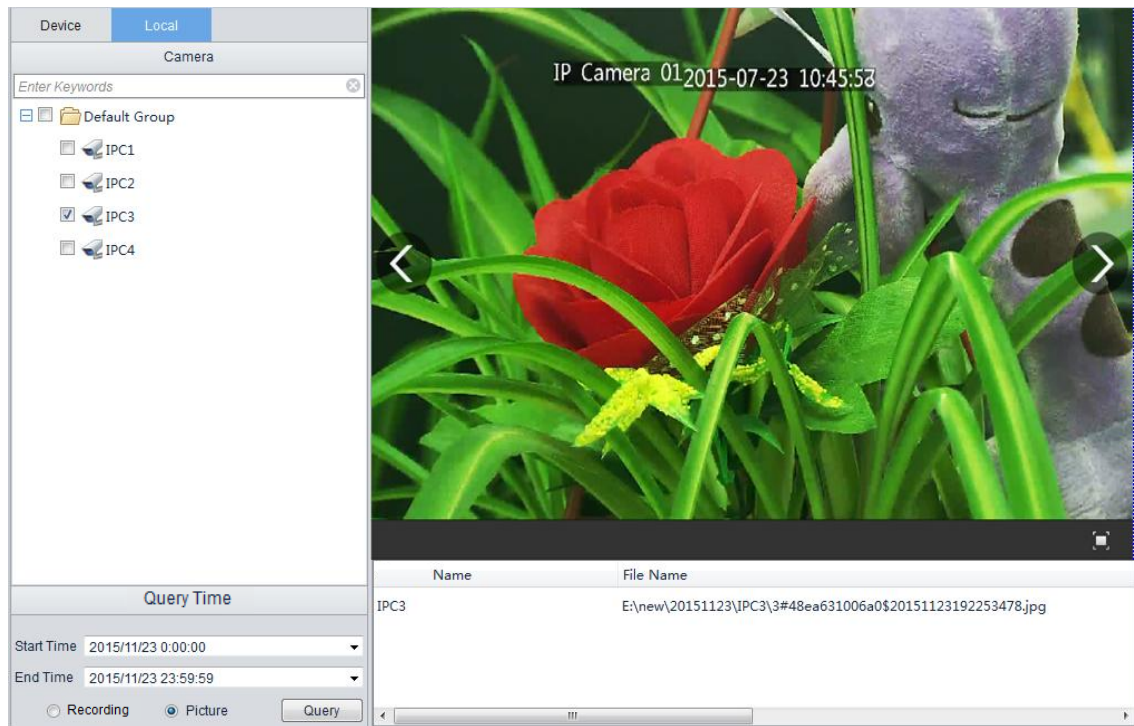 Device Local
Camera
Enter Keywords
Default Group
IPC1
IPC2
IPC3
IPC4
Query Time
Start Time 2015/11/23 0:00:00
End Time 2015/11/23 23:59:59
Recording Picture Query
IP Camera 01 2015-07-23 10:45:53
Name File Name
IPC3 E:\new\20151123\IPC3\3#48ea631006a0$20151123192253478.jpg